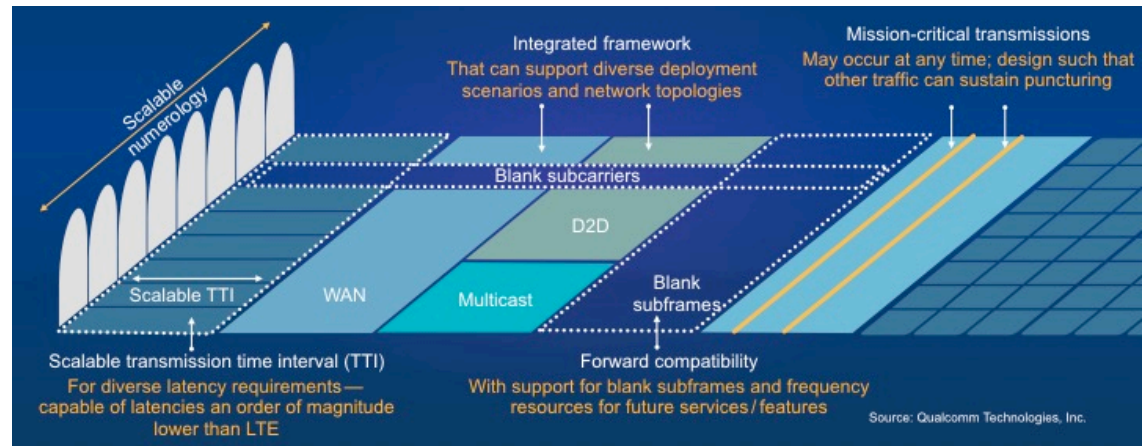 Scalable
numerology
Integrated framework
That can support diverse deployment
scenarios and network topologies
Mission-critical transmissions
May occur at any time; design such that
other traffic can sustain puncturing
Blank subcarriers
D2D
Scalable TTI
WAN
Multicast
Blank
subframes
Scalable transmission time interval (TTI)
For diverse latency requirements—
capable of latencies an order of magnitude
lower than LTE
Forward compatibility
With support for blank subframes and frequency
resources for future services/features
Source: Qualcomm Technologies, Inc.